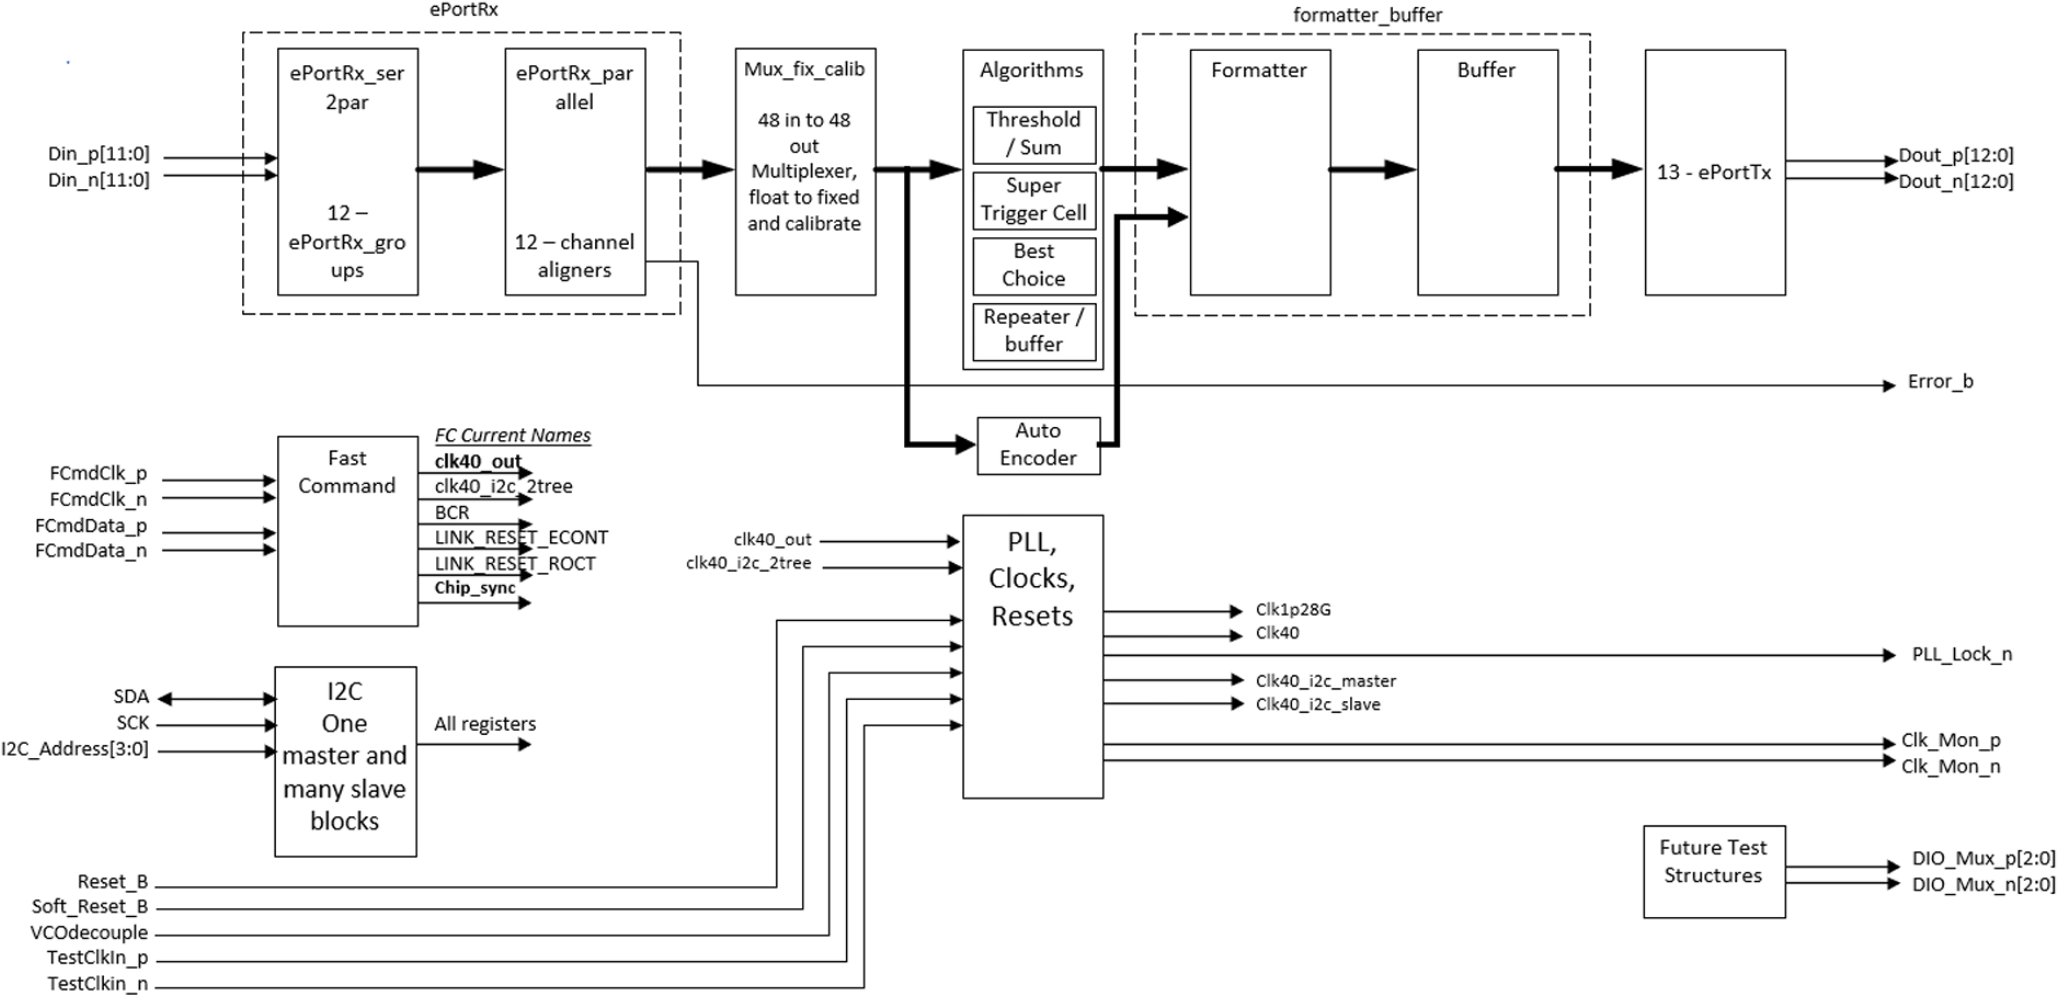 ePortRx
formatter_buffer
ePortRx_ser
2par
12 –
ePortRx_gro
ups
ePortRx_par
allel
12 – channel
aligners
Mux_fix_calib
48 in to 48
out
Multiplexer,
float to fixed
and calibrate
Algorithms
Threshold
/ Sum
Super
Trigger Cell
Best
Choice
Repeater /
buffer
Formatter
Buffer
13 - ePortTx
Din_p[11:0]
Din_n[11:0]
Dout_p[12:0]
Dout_n[12:0]
Error_b
Auto
Encoder
FCmdClk_p
FCmdClk_n
FCmdData_p
FCmdData_n
Fast
Command
FC Current Names
clk40_out
clk40_i2c_2tree
BCR
LINK_RESET_ECONT
LINK_RESET_ROCT
Chip_sync
clk40_out
clk40_i2c_2tree
PLL,
Clocks,
Resets
Clk1p28G
Clk40
PLL_Lock_n
Clk40_i2c_master
Clk40_i2c_slave
Clk_Mon_p
Clk_Mon_n
SDA
SCK
I2C_Address[3:0]
I2C
One
master and
many slave
blocks
All registers
Future Test
Structures
DIO_Mux_p[2:0]
DIO_Mux_n[2:0]
Reset_B
Soft_Reset_B
VCOdecouple
TestClkIn_p
TestClkin_n